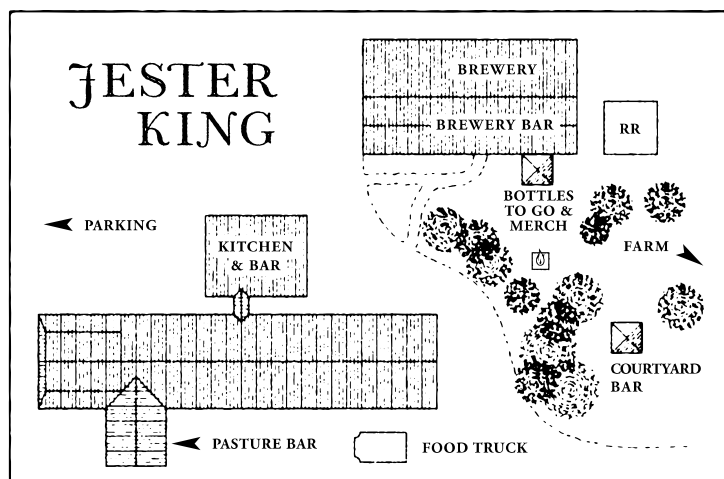 JESTER
KING
BREWERY
BREWERY BAR
RR
BOTTLES
TO GO &
MERCH
PARKING
KITCHEN
& BAR
FARM
COURTYARD
BAR
PASTURE BAR
FOOD TRUCK